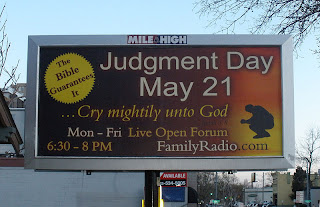 MILE HIGH
Judgment Day
May 21
The
Bible
Guarantees
It
...Cry mightily unto God
Mon – Fri Live Open Forum
6:30 – 8 PM FamilyRadio.com
AVAILABLE